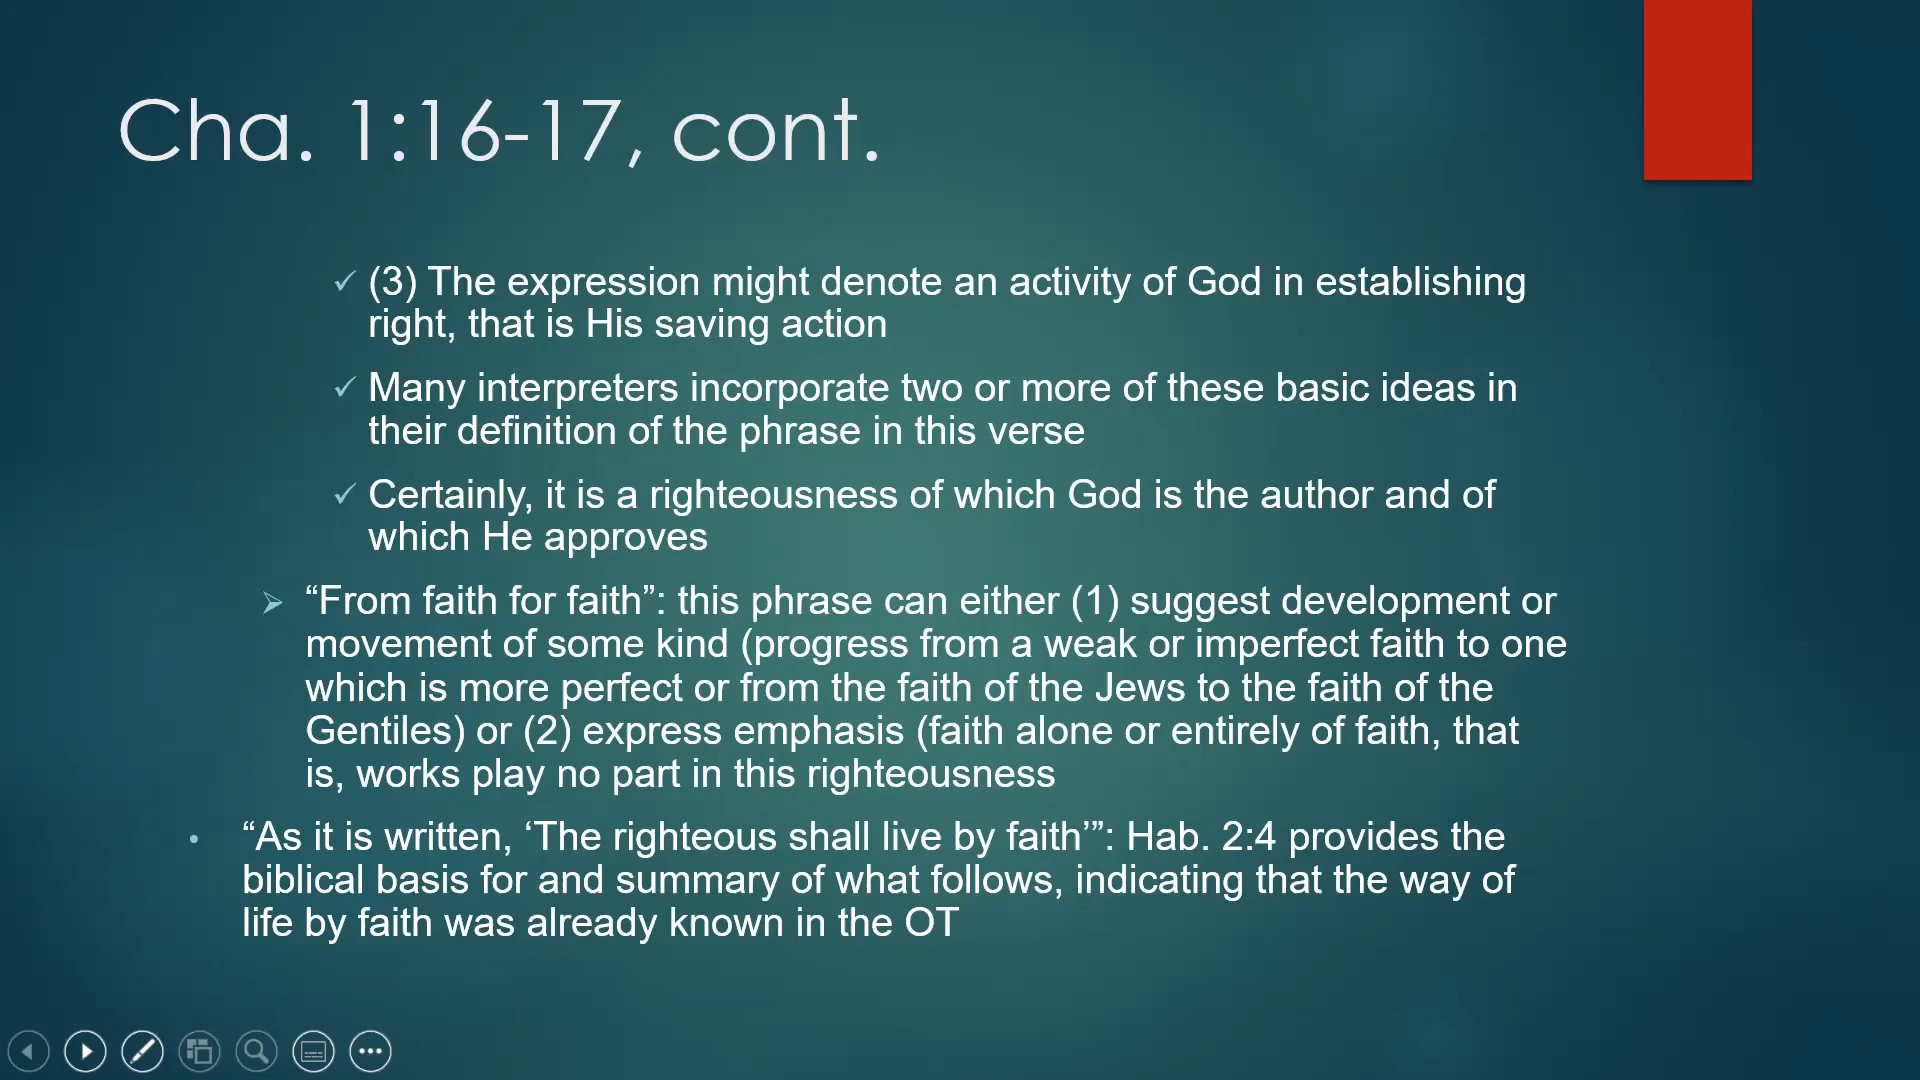 Cha. 1:16-17, cont.
(3) The expression might denote an activity of God in establishing
right, that is His saving action
Many interpreters incorporate two or more of these basic ideas in
their definition of the phrase in this verse
Certainly, it is a righteousness of which God is the author and of
which He approves
“From faith for faith”: this phrase can either (1) suggest development or
movement of some kind (progress from a weak or imperfect faith to one
which is more perfect or from the faith of the Jews to the faith of the
Gentiles) or (2) express emphasis (faith alone or entirely of faith, that
is, works play no part in this righteousness
“As it is written, ‘The righteous shall live by faith’”: Hab. 2:4 provides the
biblical basis for and summary of what follows, indicating that the way of
life by faith was already known in the OT